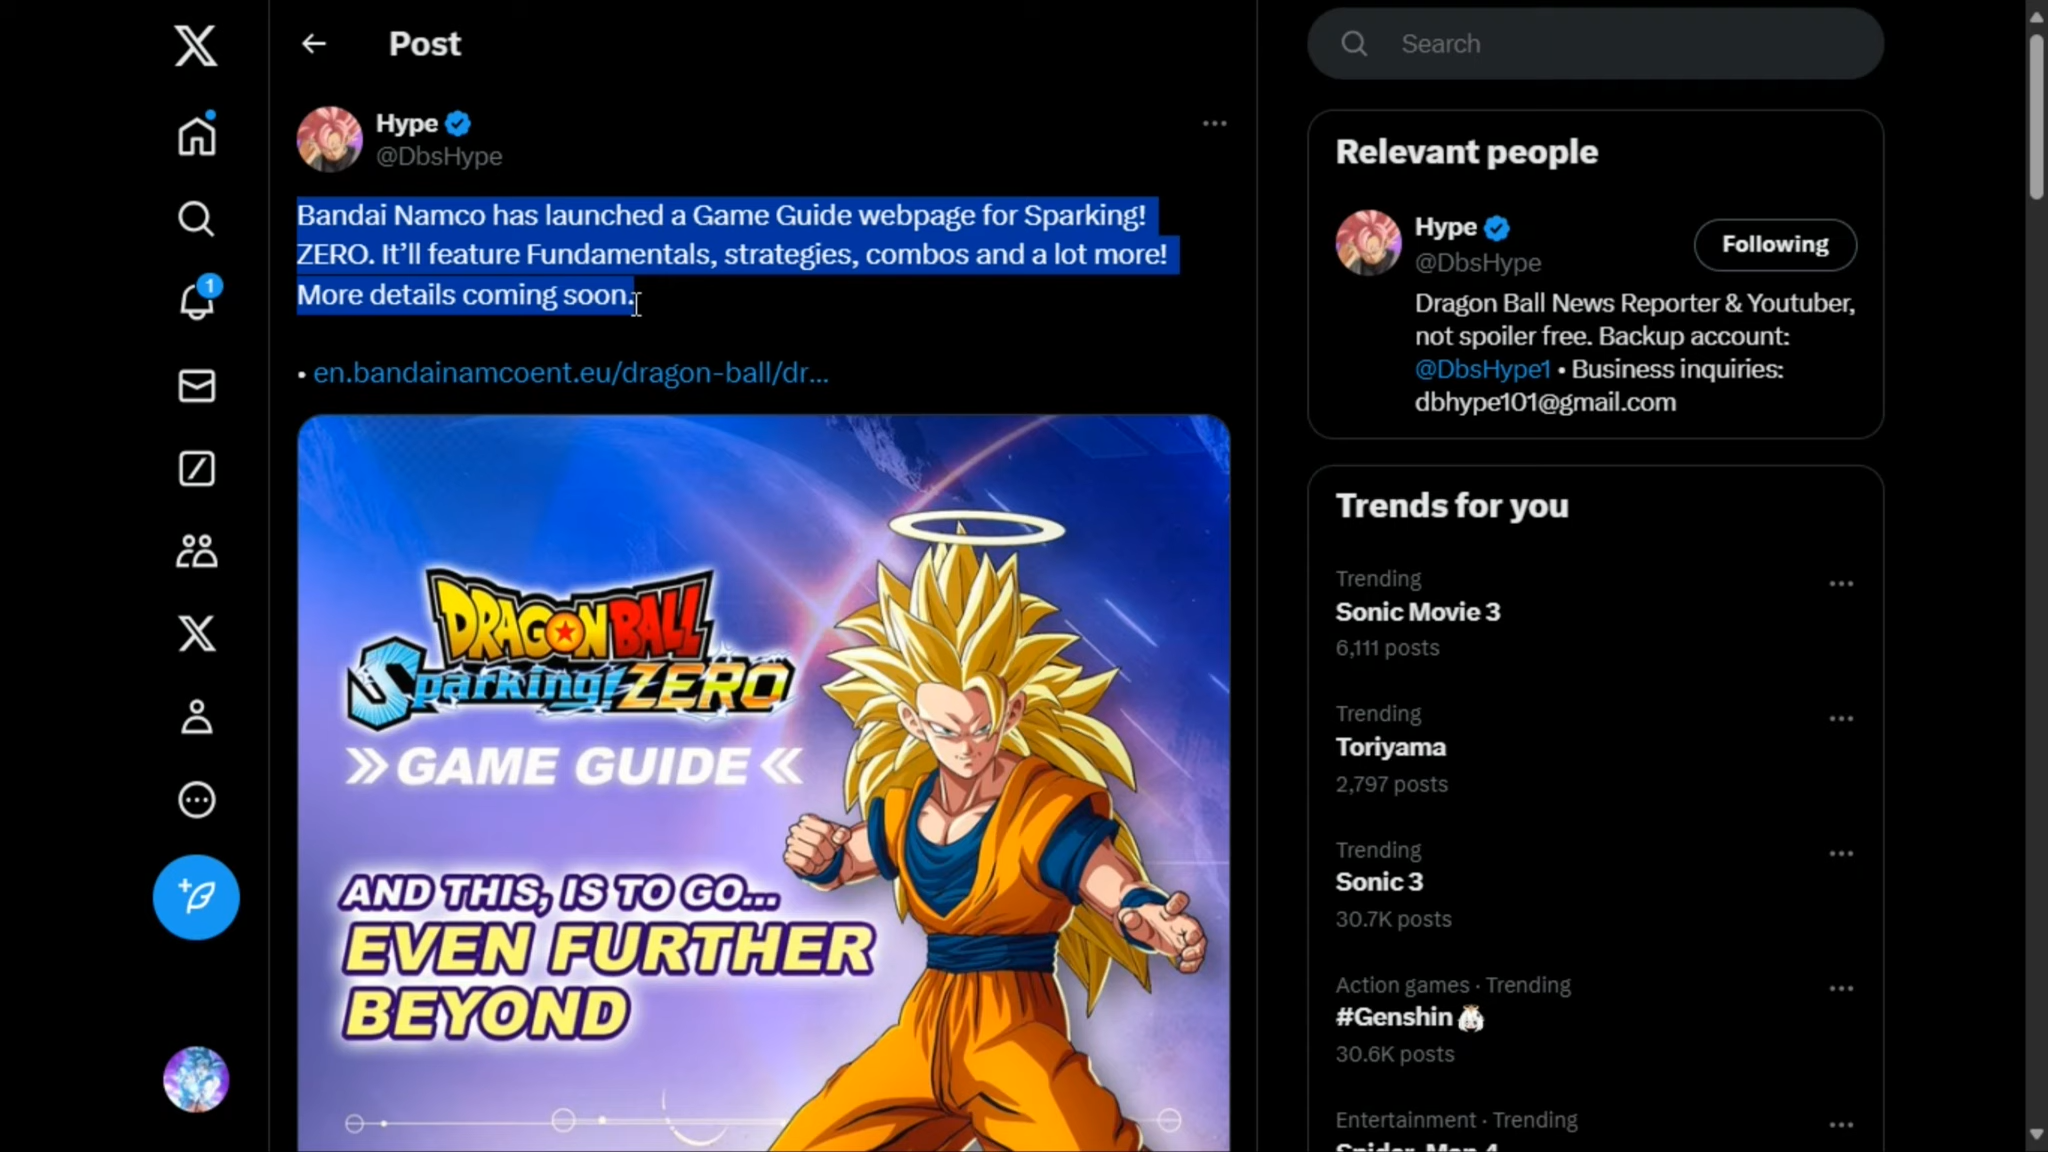 Post
Hype
@DbsHype
Bandai Namco has launched a Game Guide webpage for Sparking!
ZERO. It’ll feature Fundamentals, strategies, combos and a lot more!
More details coming soon.
• en.bandainamcoent.eu/dragon-ball/dr...
DRAGON BALL
Sparking! ZERO
» GAME GUIDE «
AND THIS, IS TO GO...
EVEN FURTHER
BEYOND
1
Search
Relevant people
Hype
@DbsHype
Following
Dragon Ball News Reporter & Youtuber,
not spoiler free. Backup account:
@DbsHype1 • Business inquiries:
dbhype101@gmail.com
Trends for you
Trending
Sonic Movie 3
6,111 posts
Trending
Toriyama
2,797 posts
Trending
Sonic 3
30.7K posts
Action games · Trending
#Genshin
30.6K posts
Entertainment · Trending
Spider-Man 4